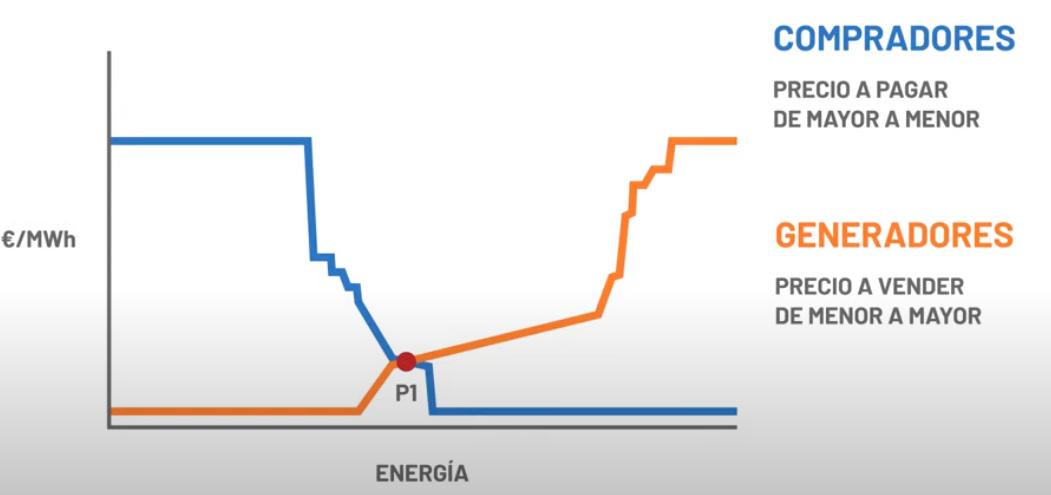 COMPRADORES
PRECIO A PAGAR
DE MAYOR A MENOR
€/MWh
GENERADORES
PRECIO A VENDER
DE MENOR A MAYOR
P1
ENERGÍA